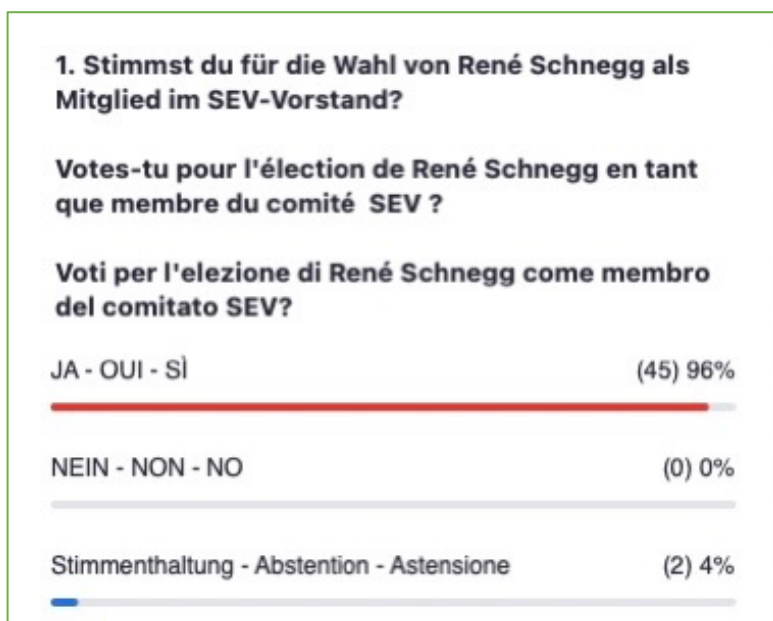 1. Stimmst du für die Wahl von René Schnegg als
Mitglied im SEV-Vorstand?
Votes-tu pour l'élection de René Schnegg en tant
que membre du comité SEV ?
Voti per l'elezione di René Schnegg come membro
del comitato SEV?
JA - OUI - SÌ (45) 96%
NEIN - NON - NO (0) 0%
Stimmenthaltung - Abstention - Astensione (2) 4%